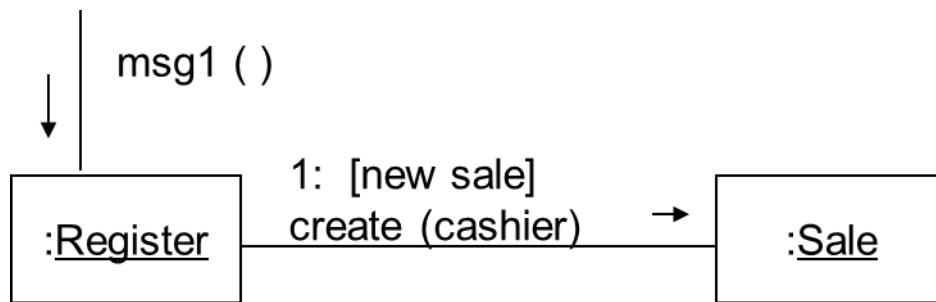 msg1 ( )
1: [new sale]
create (cashier)
:Register
:Sale